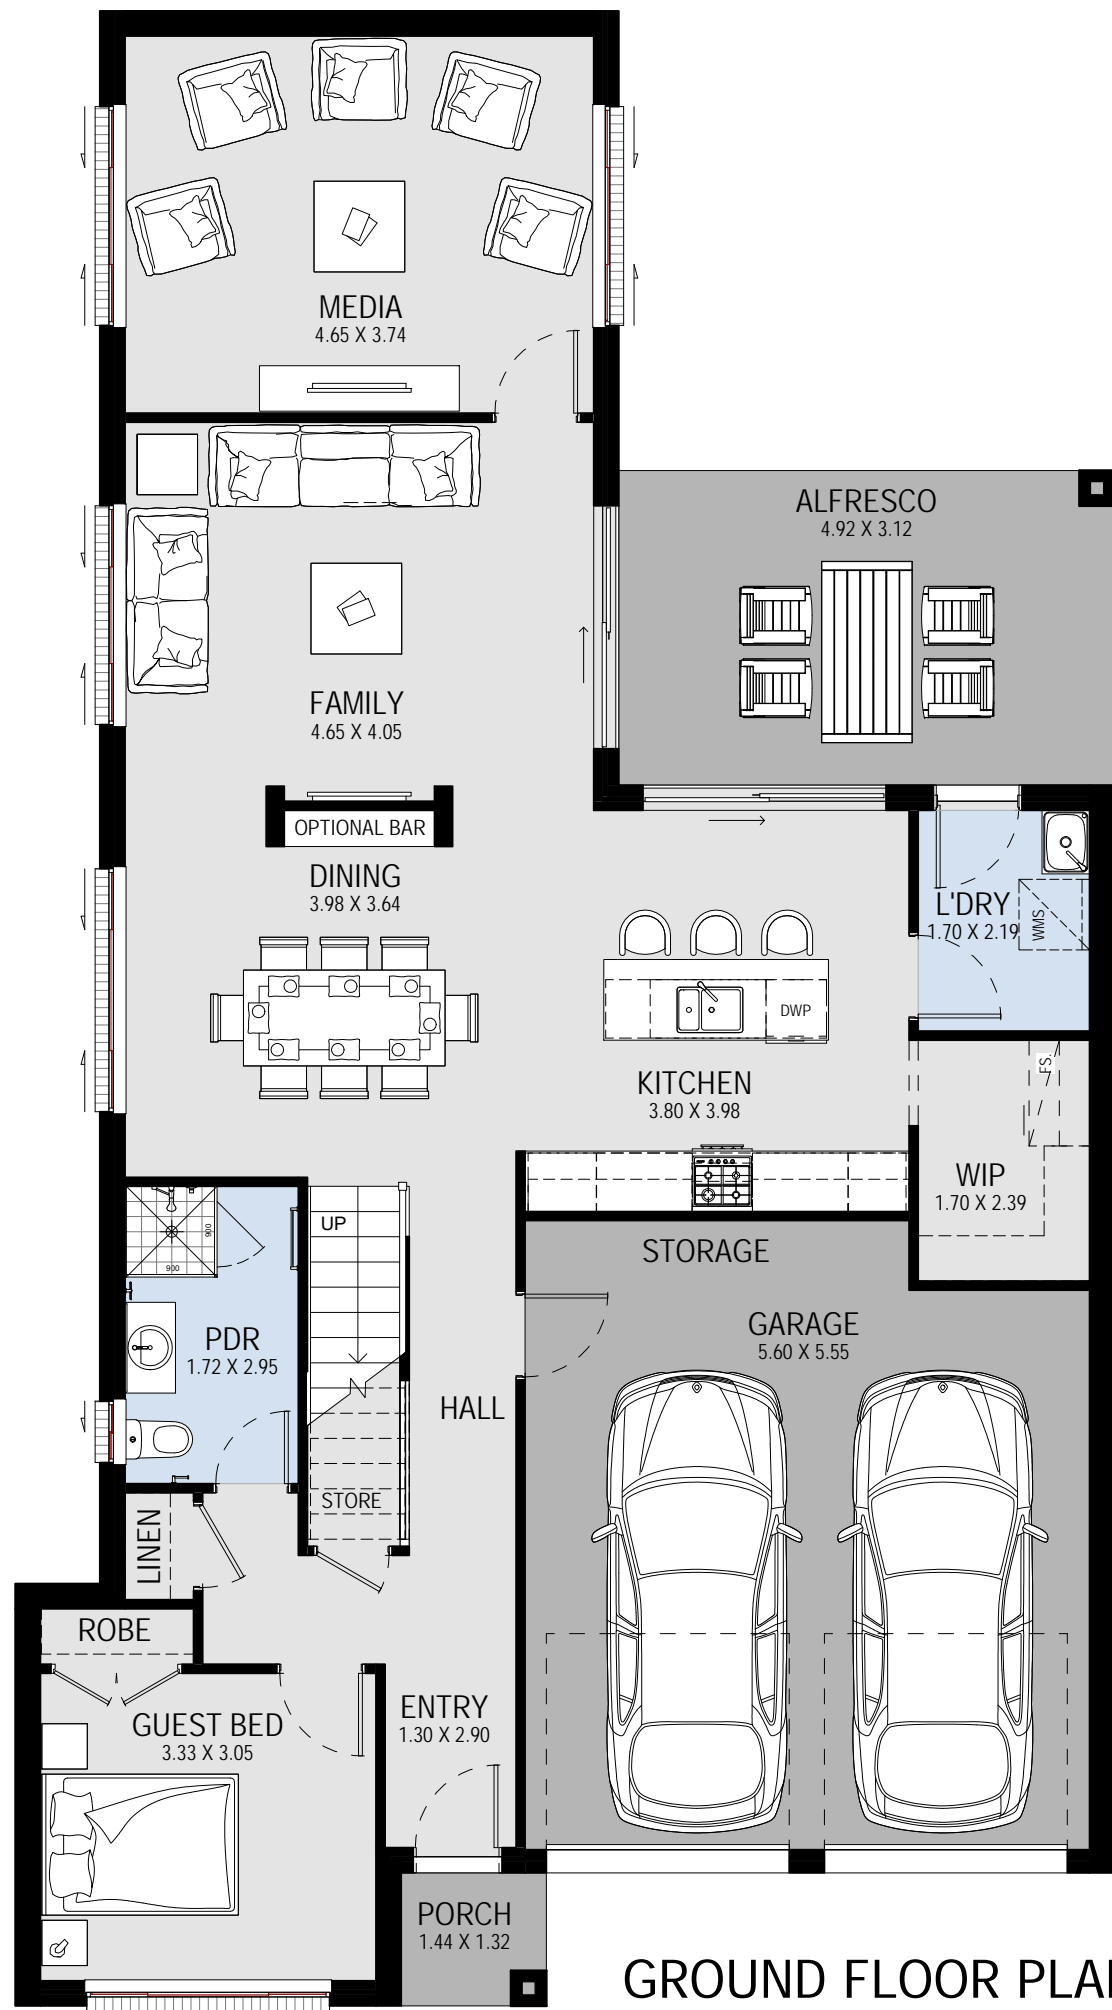 MEDIA
4.65 X 3.74
ALFRESCO
4.92 X 3.12
FAMILY
4.65 X 4.05
OPTIONAL BAR
DINING
3.98 X 3.64
L'DRY
1.70 X 2.19
WMS
DWP
KITCHEN
3.80 X 3.98
FS.
WIP
1.70 X 2.39
UP
900
900
STORAGE
PDR
1.72 X 2.95
GARAGE
5.60 X 5.55
HALL
STORE
LINEN
ROBE
ENTRY
1.30 X 2.90
GUEST BED
3.33 X 3.05
PORCH
1.44 X 1.32
GROUND FLOOR PLA